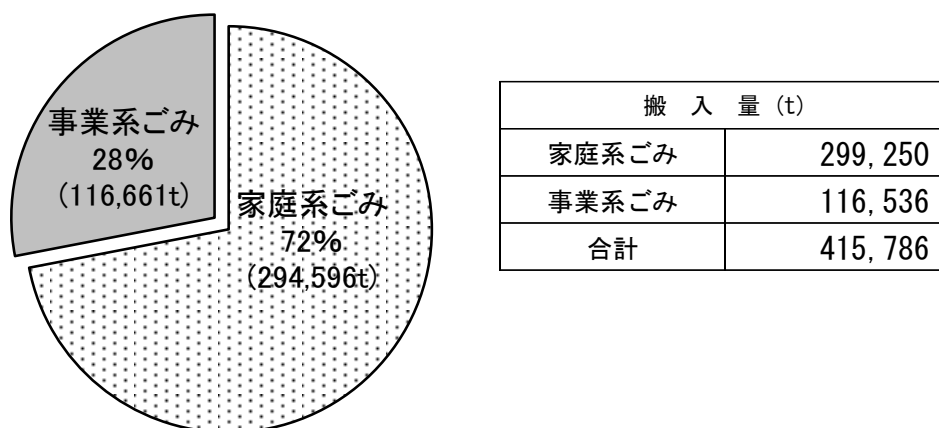 事業系ごみ
28%
(116,661t)
家庭系ごみ
72%
(294,596t)
搬 入 量 (t)
家庭系ごみ 299,250
事業系ごみ 116,536
合計 415,786